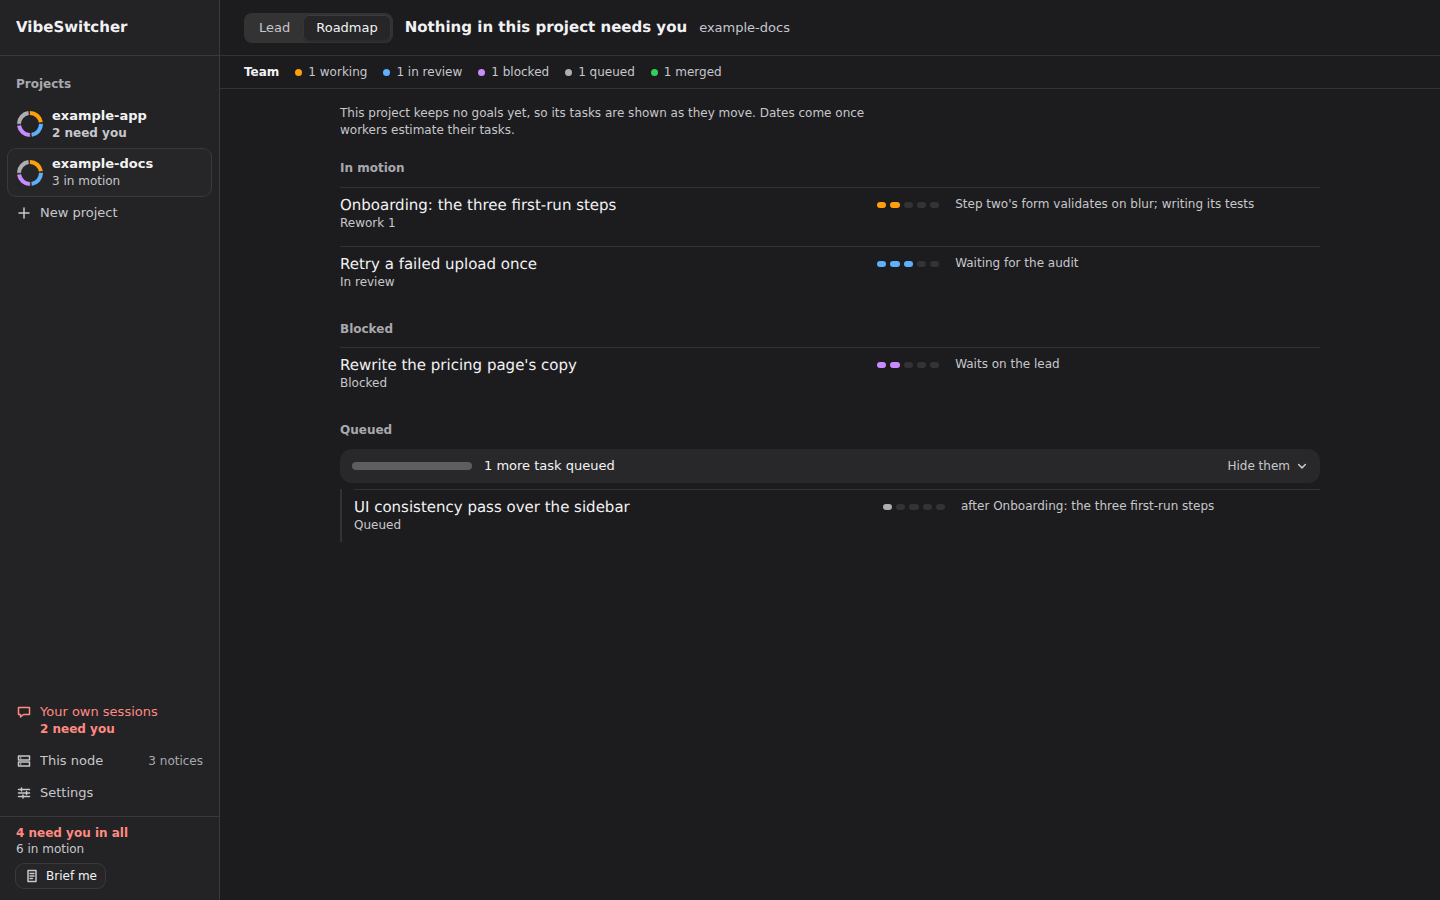 VibeSwitcher
Lead
Roadmap
Nothing in this project needs you
example-docs
Team
1 working
1 in review
1 blocked
1 queued
1 merged
Projects
example-app
2 need you
example-docs
3 in motion
New project
This project keeps no goals yet, so its tasks are shown as they move. Dates come once
workers estimate their tasks.
In motion
Onboarding: the three first-run steps
Rework 1
Step two's form validates on blur; writing its tests
Retry a failed upload once
In review
Waiting for the audit
Blocked
Rewrite the pricing page's copy
Blocked
Waits on the lead
Queued
1 more task queued
Hide them
UI consistency pass over the sidebar
Queued
after Onboarding: the three first-run steps
Your own sessions
2 need you
This node
3 notices
Settings
4 need you in all
6 in motion
Brief me